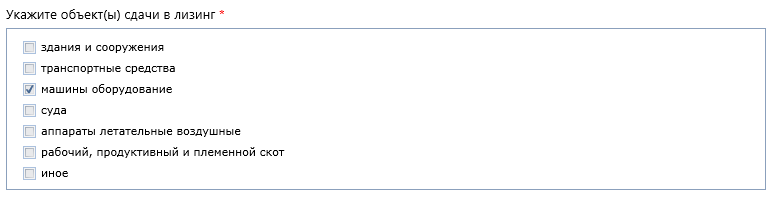 Укажите объект(ы) сдачи в лизинг *
здания и сооружения
транспортные средства
машины оборудование
суда
аппараты летательные воздушные
рабочий, продуктивный и племенной скот
иное